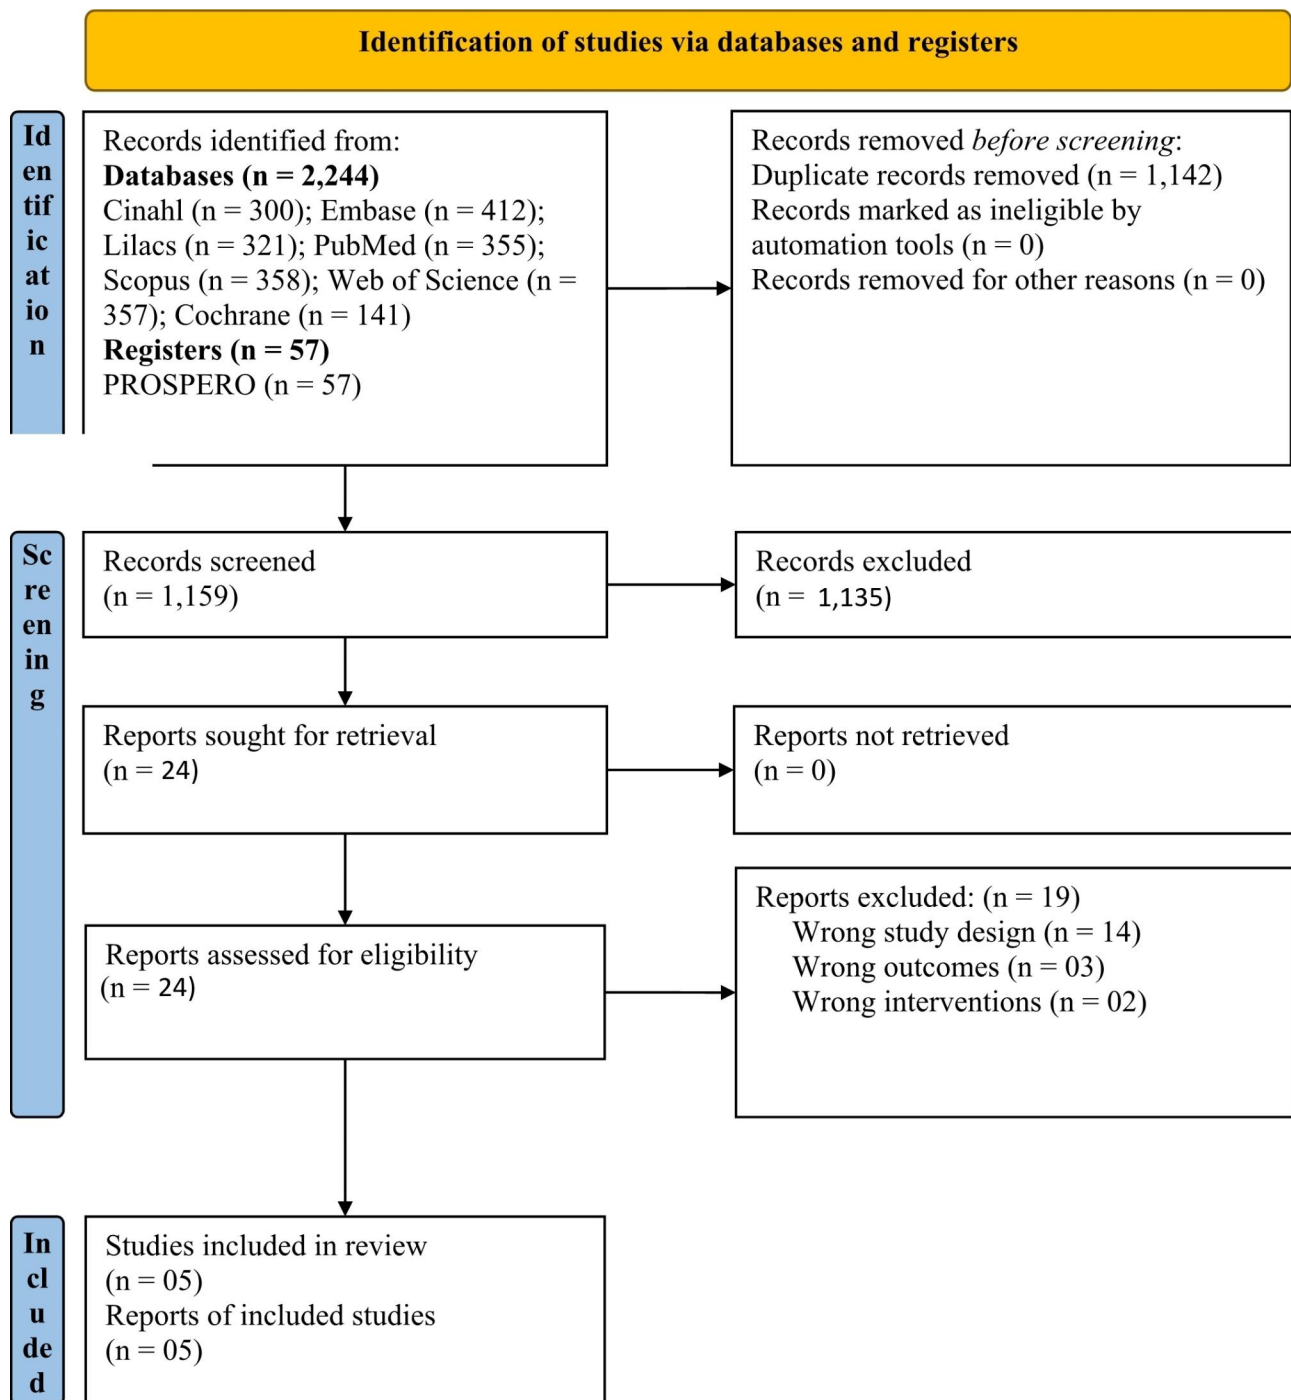 Identification of studies via databases and registers
Id
en
tif
ic
at
io
n
Records identified from:
Databases (n = 2,244)
Cinahl (n = 300); Embase (n = 412);
Lilacs (n = 321); PubMed (n = 355);
Scopus (n = 358); Web of Science (n =
357); Cochrane (n = 141)
Registers (n = 57)
PROSPERO (n = 57)
Records removed before screening:
Duplicate records removed (n = 1,142)
Records marked as ineligible by
automation tools (n = 0)
Records removed for other reasons (n = 0)
Sc
re
en
in
g
Records screened
(n = 1,159)
Records excluded
(n = 1,135)
Reports sought for retrieval
(n = 24)
Reports not retrieved
(n = 0)
Reports assessed for eligibility
(n = 24)
Reports excluded: (n = 19)
Wrong study design (n = 14)
Wrong outcomes (n = 03)
Wrong interventions (n = 02)
In
cl
u
de
d
Studies included in review
(n = 05)
Reports of included studies
(n = 05)